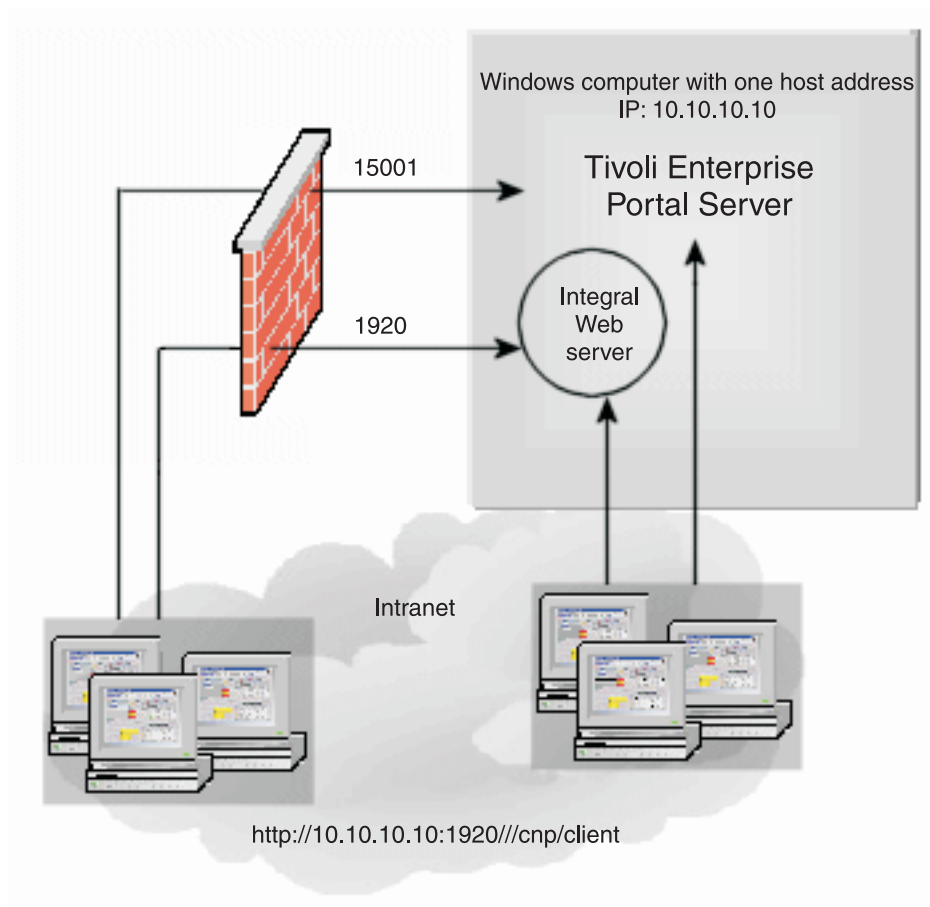 Windows computer with one host address
IP: 10.10.10.10
Tivoli Enterprise
Portal Server
15001
Integral
Web
server
1920
Intranet
http://10.10.10.10:1920///cnp/client